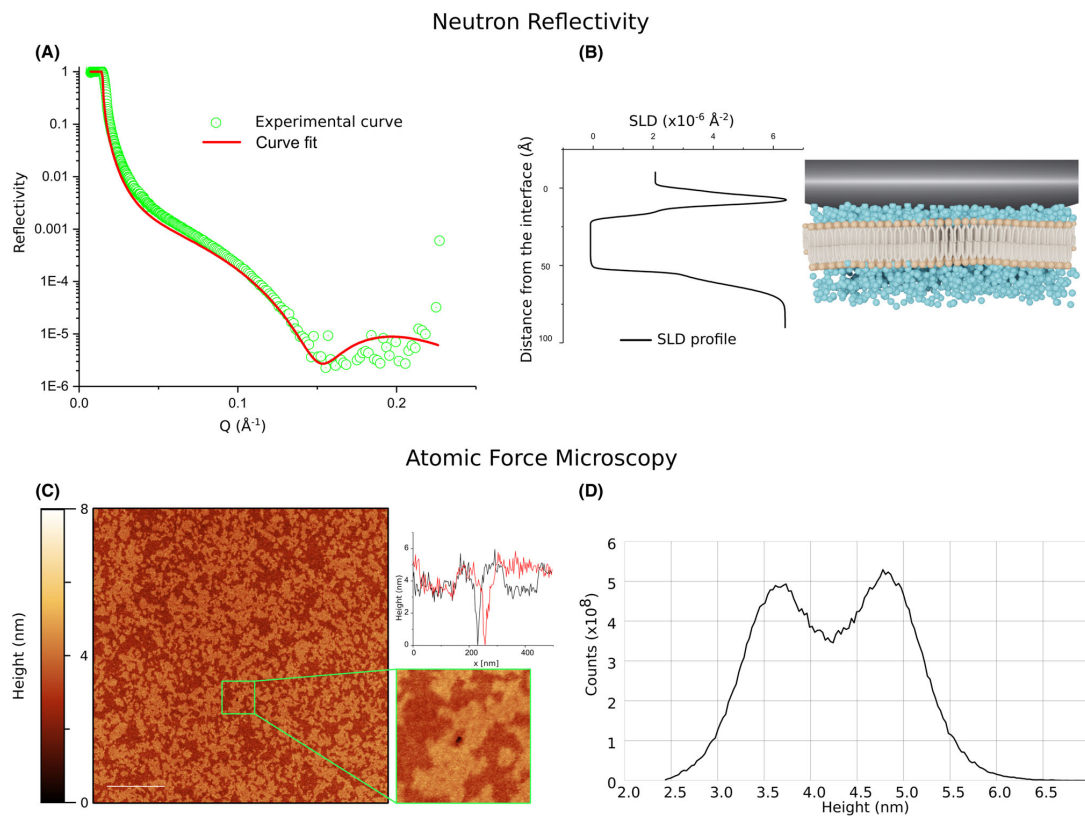 Neutron Reflectivity
(A)
1
0.1
0.01
0.001
1E-4
1E-5
1E-6
0.0
0.1
0.2
Reflectivity
Q (Å-1)
Experimental curve
Curve fit
(B)
SLD (x10-6 Å-2)
0
2
4
6
Distance from the interface (Å)
0
50
100
SLD profile
Atomic Force Microscopy
(C)
Height (nm)
8
4
0
Height (nm)
6
4
2
0
0
200
400
x [nm]
(D)
Counts (x10⁸)
6
5
4
3
2
1
0
2.0
2.5
3.0
3.5
4.0
4.5
5.0
5.5
6.0
6.5
Height (nm)